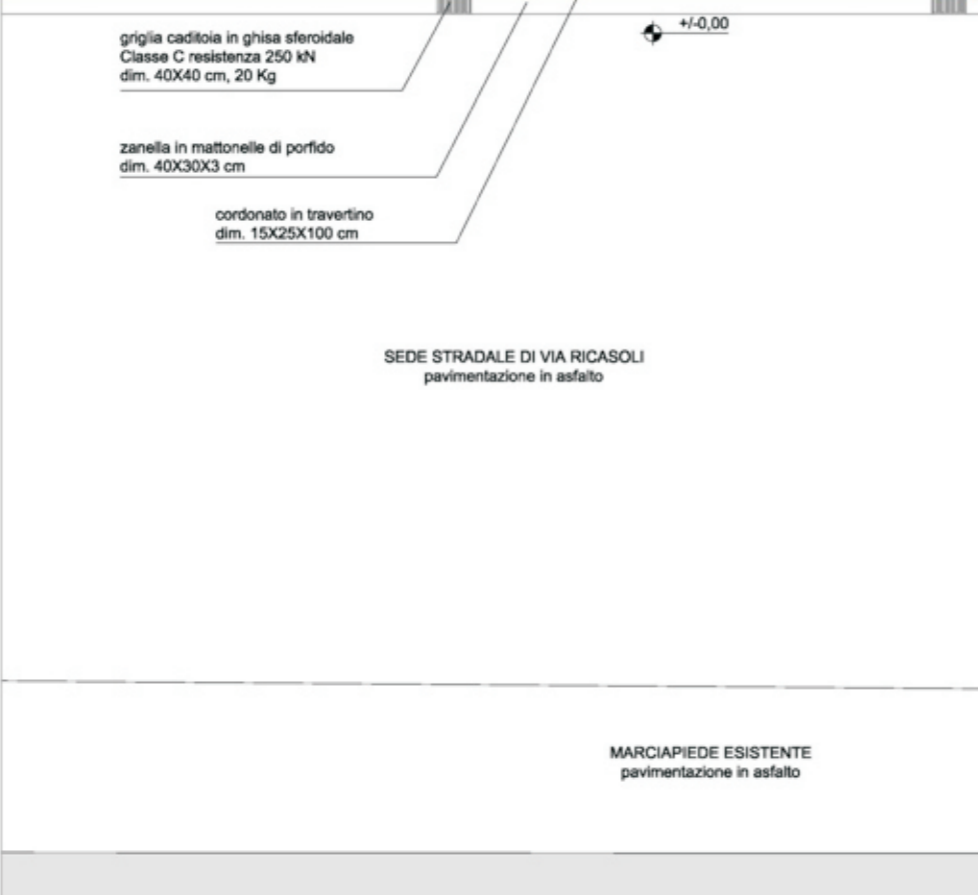 +/-0,00
griglia caditoia in ghisa sferoidale
Classe C resistenza 250 kN
dim. 40X40 cm, 20 Kg
zanella in mattonelle di porfido
dim. 40X30X3 cm
cordonato in travertino
dim. 15X25X100 cm
SEDE STRADALE DI VIA RICASOLI
pavimentazione in asfalto
MARCIAPIEDE ESISTENTE
pavimentazione in asfalto